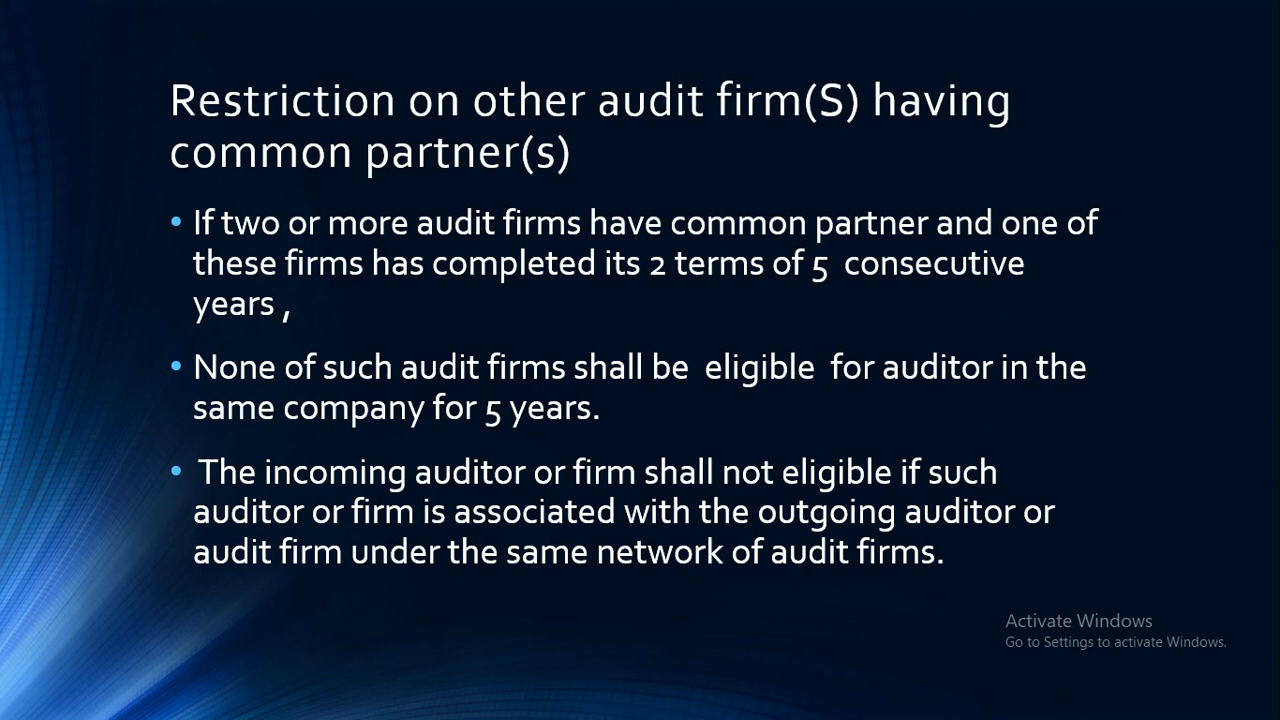 Restriction on other audit firm(S) having
common partner(s)
• If two or more audit firms have common partner and one of
these firms has completed its 2 terms of 5 consecutive
years ,
• None of such audit firms shall be eligible for auditor in the
same company for 5 years.
• The incoming auditor or firm shall not eligible if such
auditor or firm is associated with the outgoing auditor or
audit firm under the same network of audit firms.
Activate Windows
Go to Settings to activate Windows.